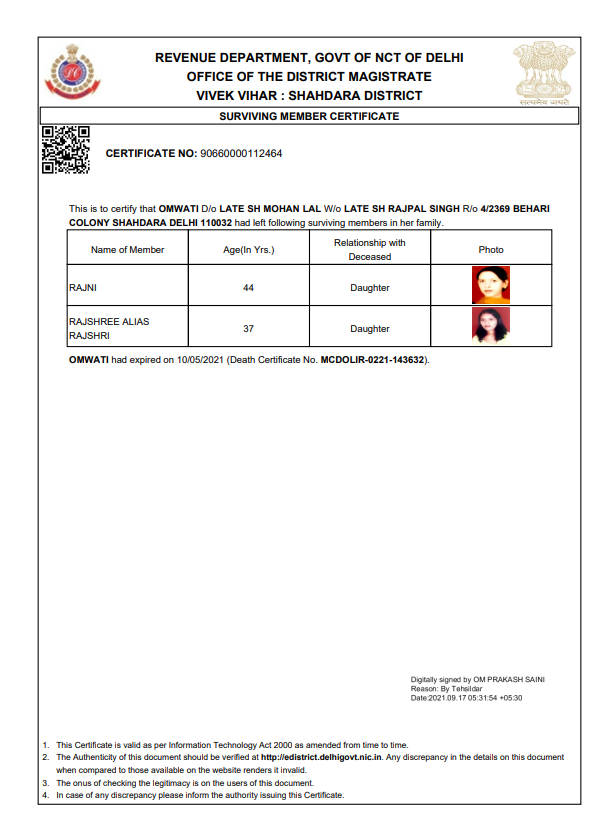 REVENUE DEPARTMENT, GOVT OF NCT OF DELHI
OFFICE OF THE DISTRICT MAGISTRATE
VIVEK VIHAR : SHAHDARA DISTRICT
सत्यमेव जयते
SURVIVING MEMBER CERTIFICATE
CERTIFICATE NO: 90660000112464
This is to certify that OMWATI D/o LATE SH MOHAN LAL W/o LATE SH RAJPAL SINGH R/o 4/2369 BEHARI
COLONY SHAHDARA DELHI 110032 had left following surviving members in her family.
Name of Member Age(In Yrs.) Relationship with Deceased Photo
RAJNI 44 Daughter
RAJSHREE ALIAS RAJSHRI 37 Daughter
OMWATI had expired on 10/05/2021 (Death Certificate No. MCDOLIR-0221-143632).
Digitally signed by OM PRAKASH SAINI
Reason: By Tehsildar
Date:2021.09.17 05:31:54 +05:30
1. This Certificate is valid as per Information Technology Act 2000 as amended from time to time.
2. The Authenticity of this document should be verified at http://edistrict.delhigovt.nic.in. Any discrepancy in the details on this document
when compared to those available on the website renders it invalid.
3. The onus of checking the legitimacy is on the users of this document.
4. In case of any discrepancy please inform the authority issuing this Certificate.